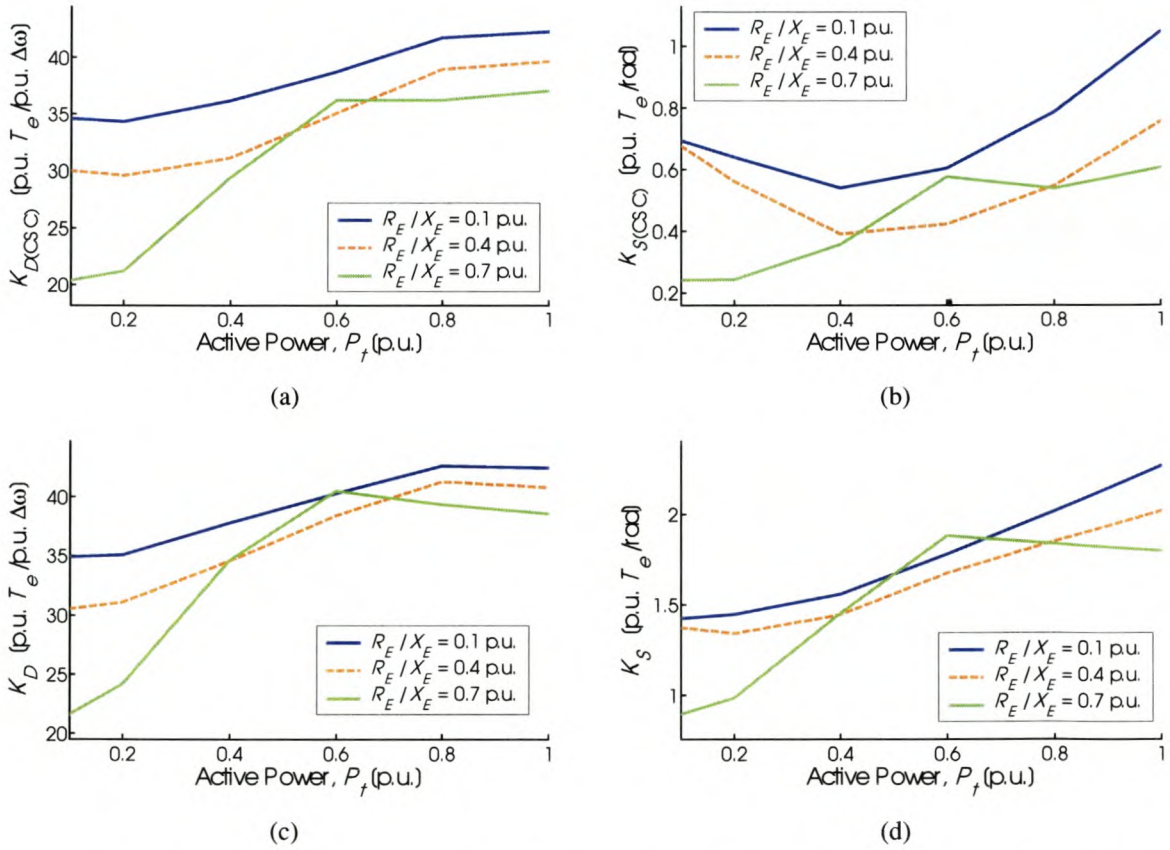 K_D(CSC) (p.u. T_e/p.u. Δω)
40
35
30
25
20
R_E/X_E = 0.1 p.u.
R_E/X_E = 0.4 p.u.
R_E/X_E = 0.7 p.u.
0.2 0.4 0.6 0.8 1
Active Power, P_t (p.u.)
(a)
K_S(CSC) (p.u. T_e/rad)
1
0.8
0.6
0.4
0.2
R_E/X_E = 0.1 p.u.
R_E/X_E = 0.4 p.u.
R_E/X_E = 0.7 p.u.
0.2 0.4 0.6 0.8 1
Active Power, P_t (p.u.)
(b)
K_D (p.u. T_e/p.u. Δω)
40
35
30
25
20
R_E/X_E = 0.1 p.u.
R_E/X_E = 0.4 p.u.
R_E/X_E = 0.7 p.u.
0.2 0.4 0.6 0.8 1
Active Power, P_t (p.u.)
(c)
K_S (p.u. T_e/rad)
2
1.5
1
R_E/X_E = 0.1 p.u.
R_E/X_E = 0.4 p.u.
R_E/X_E = 0.7 p.u.
0.2 0.4 0.6 0.8 1
Active Power, P_t (p.u.)
(d)